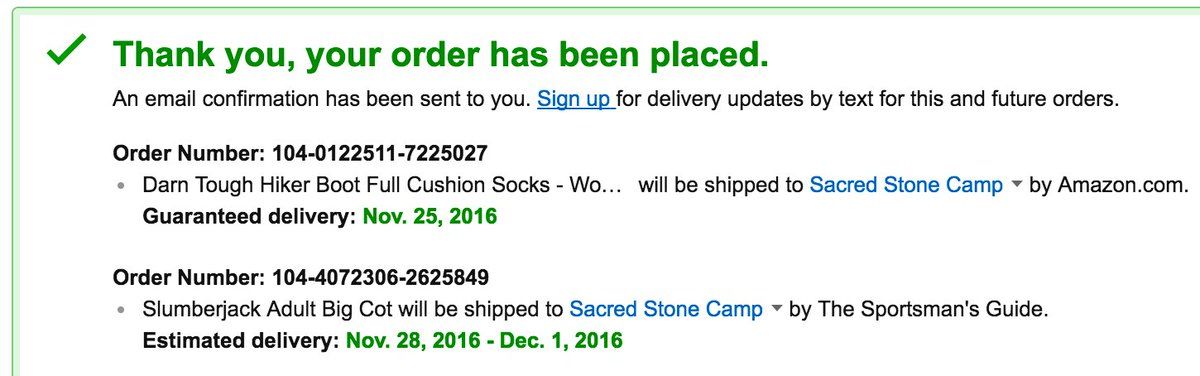 Thank you, your order has been placed.
An email confirmation has been sent to you. Sign up for delivery updates by text for this and future orders.
Order Number: 104-0122511-7225027
Darn Tough Hiker Boot Full Cushion Socks - Wo... will be shipped to Sacred Stone Camp by Amazon.com.
Guaranteed delivery: Nov. 25, 2016
Order Number: 104-4072306-2625849
Slumberjack Adult Big Cot will be shipped to Sacred Stone Camp by The Sportsman's Guide.
Estimated delivery: Nov. 28, 2016 - Dec. 1, 2016